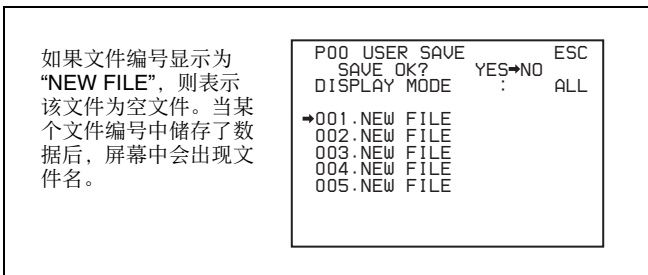 如果文件编号显示为
“NEW FILE”，则表示
该文件为空文件。当某
个文件编号中储存了数
据后，屏幕中会出现文
件名。
P00 USER SAVE ESC
SAVE OK? YES➡NO
DISPLAY MODE : ALL
➡001.NEW FILE
002.NEW FILE
003.NEW FILE
004.NEW FILE
005.NEW FILE